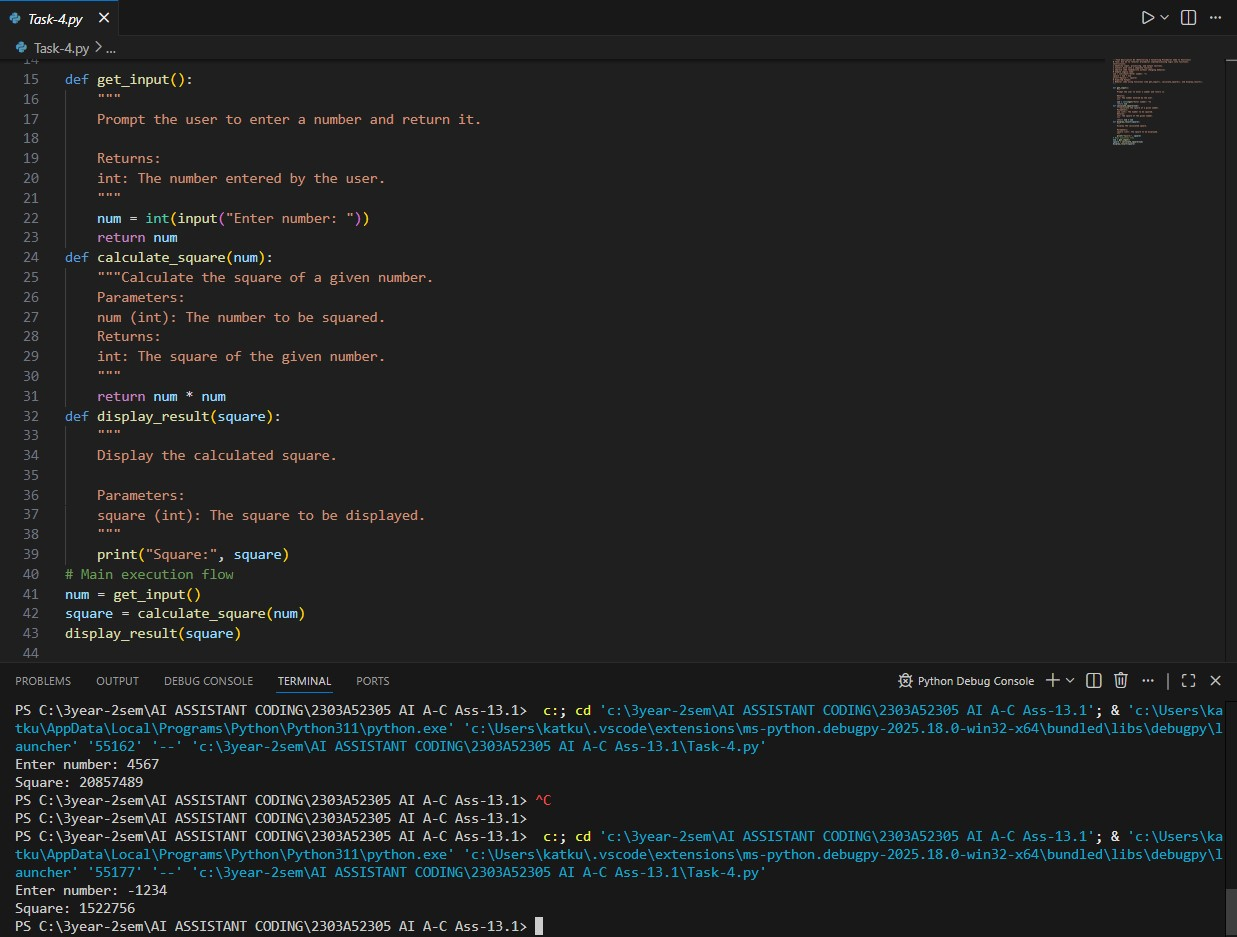 Task-4.py
Task-4.py > ...
14
15 def get_input():
16     """
17     Prompt the user to enter a number and return it.
18
19     Returns:
20     int: The number entered by the user.
21     """
22     num = int(input("Enter number: "))
23     return num
24 def calculate_square(num):
25     """Calculate the square of a given number.
26     Parameters:
27     num (int): The number to be squared.
28     Returns:
29     int: The square of the given number.
30     """
31     return num * num
32 def display_result(square):
33     """
34     Display the calculated square.
35
36     Parameters:
37     square (int): The square to be displayed.
38     """
39     print("Square:", square)
40 # Main execution flow
41 num = get_input()
42 square = calculate_square(num)
43 display_result(square)
44
PROBLEMS OUTPUT DEBUG CONSOLE TERMINAL PORTS Python Debug Console
PS C:\3year-2sem\AI ASSISTANT CODING\2303A52305 AI A-C Ass-13.1>  c:; cd 'c:\3year-2sem\AI ASSISTANT CODING\2303A52305 AI A-C Ass-13.1'; & 'c:\Users\ka
tku\AppData\Local\Programs\Python\Python311\python.exe' 'c:\Users\katku\.vscode\extensions\ms-python.debugpy-2025.18.0-win32-x64\bundled\libs\debugpy\l
auncher' '55162' '--' 'c:\3year-2sem\AI ASSISTANT CODING\2303A52305 AI A-C Ass-13.1\Task-4.py'
Enter number: 4567
Square: 20857489
PS C:\3year-2sem\AI ASSISTANT CODING\2303A52305 AI A-C Ass-13.1> ^C
PS C:\3year-2sem\AI ASSISTANT CODING\2303A52305 AI A-C Ass-13.1>
PS C:\3year-2sem\AI ASSISTANT CODING\2303A52305 AI A-C Ass-13.1>  c:; cd 'c:\3year-2sem\AI ASSISTANT CODING\2303A52305 AI A-C Ass-13.1'; & 'c:\Users\ka
tku\AppData\Local\Programs\Python\Python311\python.exe' 'c:\Users\katku\.vscode\extensions\ms-python.debugpy-2025.18.0-win32-x64\bundled\libs\debugpy\l
auncher' '55177' '--' 'c:\3year-2sem\AI ASSISTANT CODING\2303A52305 AI A-C Ass-13.1\Task-4.py'
Enter number: -1234
Square: 1522756
PS C:\3year-2sem\AI ASSISTANT CODING\2303A52305 AI A-C Ass-13.1>